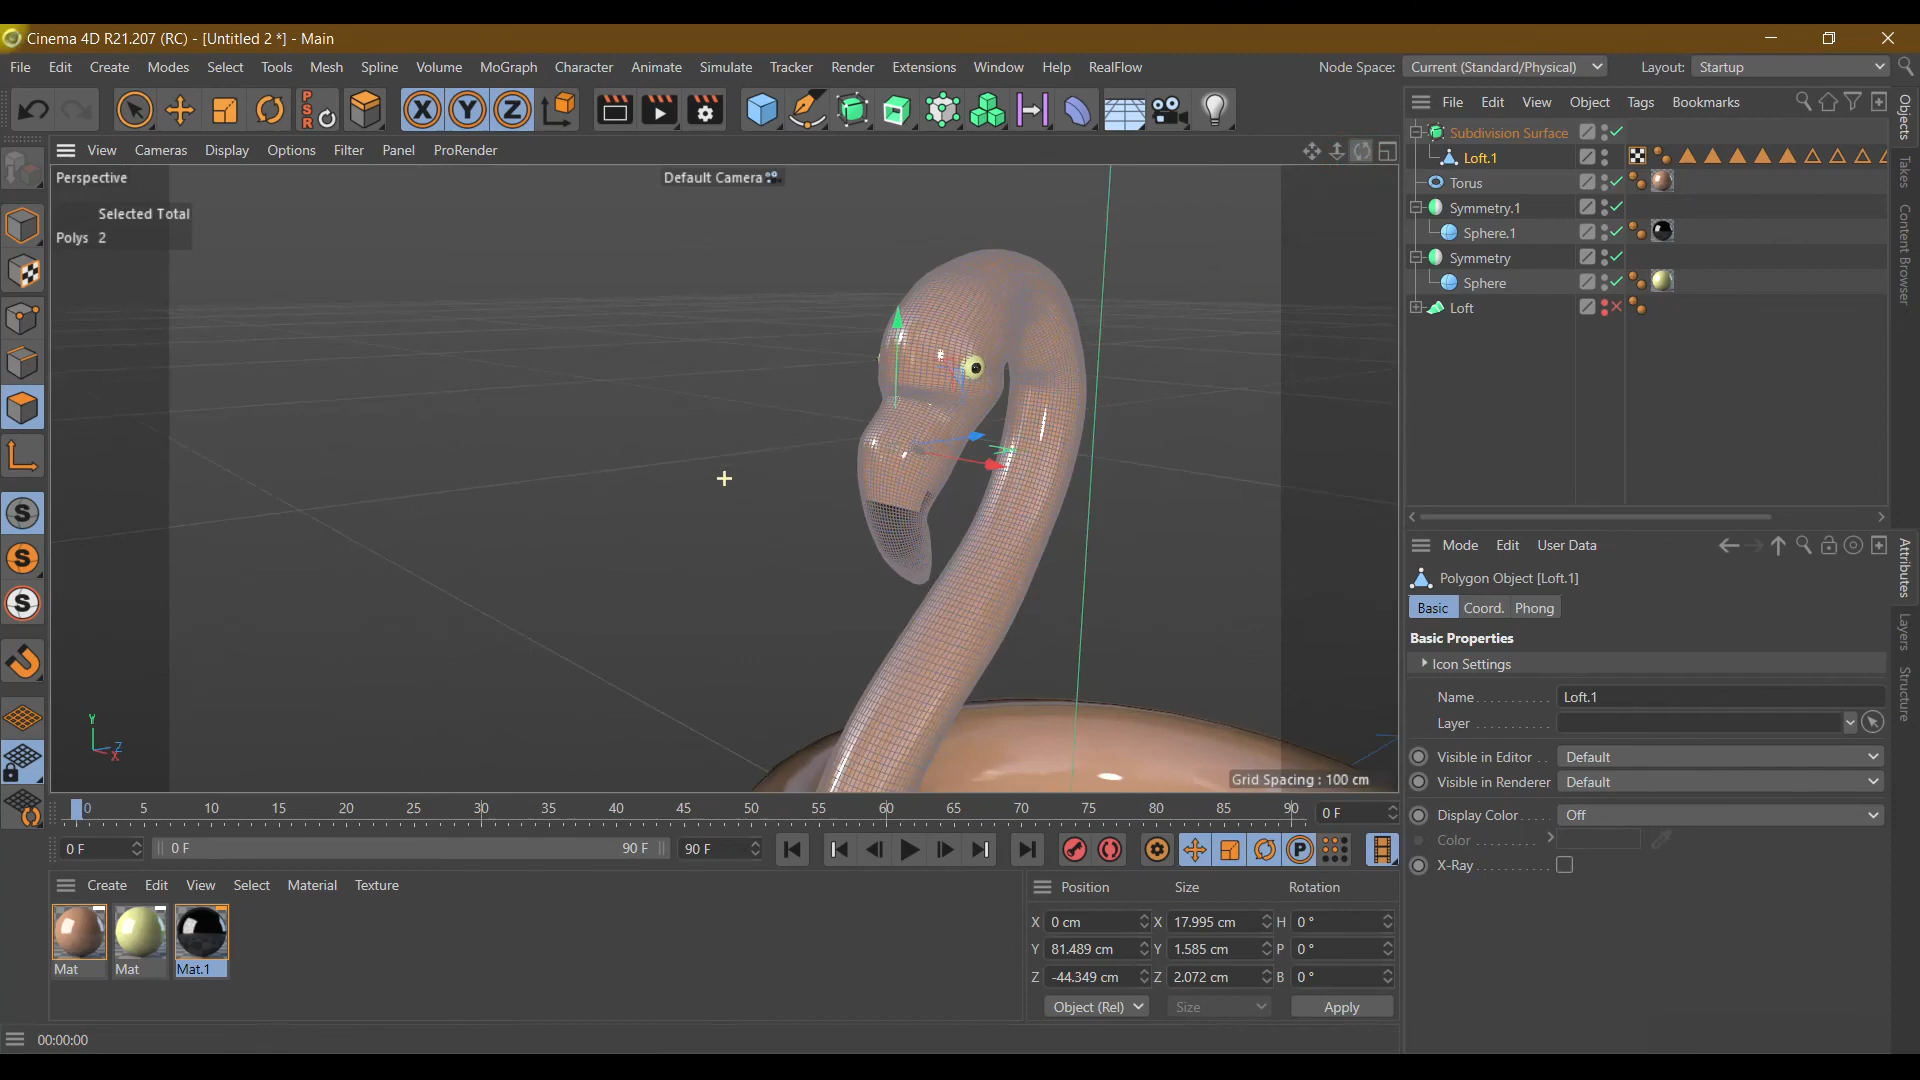 Cinema 4D R21.207 (RC) - [Untitled 2 *] - Main
File Edit Create Modes Select Tools Mesh Spline Volume MoGraph Character Animate Simulate Tracker Render Extensions Window Help RealFlow Node Space: Current (Standard/Physical) Layout: Startup
PSR X Y Z
File Edit View Object Tags Bookmarks
View Cameras Display Options Filter Panel ProRender
Perspective
Default Camera
Selected Total
Polys 2
Subdivision Surface
Loft.1
Torus
Symmetry.1
Sphere.1
Symmetry
Sphere
Loft
Objects
Takes
Content Browser
S
S
S
Y
Z
X
Grid Spacing : 100 cm
Mode Edit User Data
Polygon Object [Loft.1]
Basic Coord. Phong
Basic Properties
Icon Settings
Name Loft.1
Layer
Visible in Editor Default
Visible in Renderer Default
Display Color Off
Color
X-Ray
Attributes
Layers
Structure
0 5 10 15 20 25 30 35 40 45 50 55 60 65 70 75 80 85 90 0 F
0 F 0 F 90 F 90 F P
Create Edit View Select Material Texture
Mat Mat Mat.1
Position Size Rotation
X 0 cm X 17.995 cm H 0 °
Y 81.489 cm Y 1.585 cm P 0 °
Z -44.349 cm Z 2.072 cm B 0 °
Object (Rel) Size Apply
00:00:00